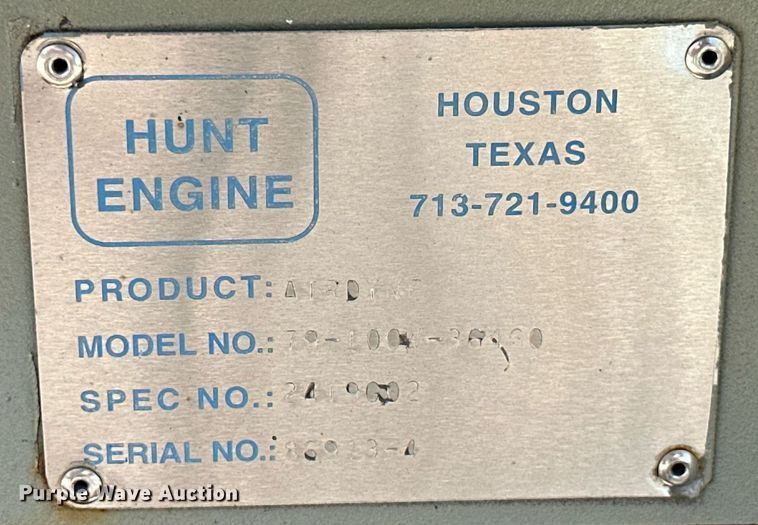 HUNT
ENGINE
HOUSTON
TEXAS
713-721-9400
PRODUCT:
MODEL NO.:
SPEC NO.:
SERIAL NO.:
Purple Wave Auction